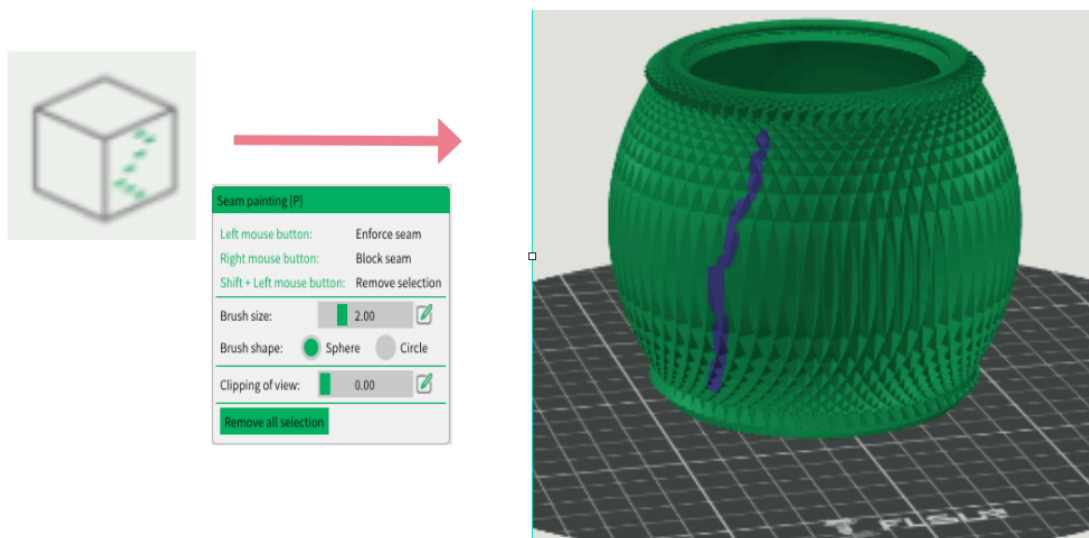 Seam painting [P]
Left mouse button: Enforce seam
Right mouse button: Block seam
Shift + Left mouse button: Remove selection
Brush size: 2.00
Brush shape: Sphere Circle
Clipping of view: 0.00
Remove all selection